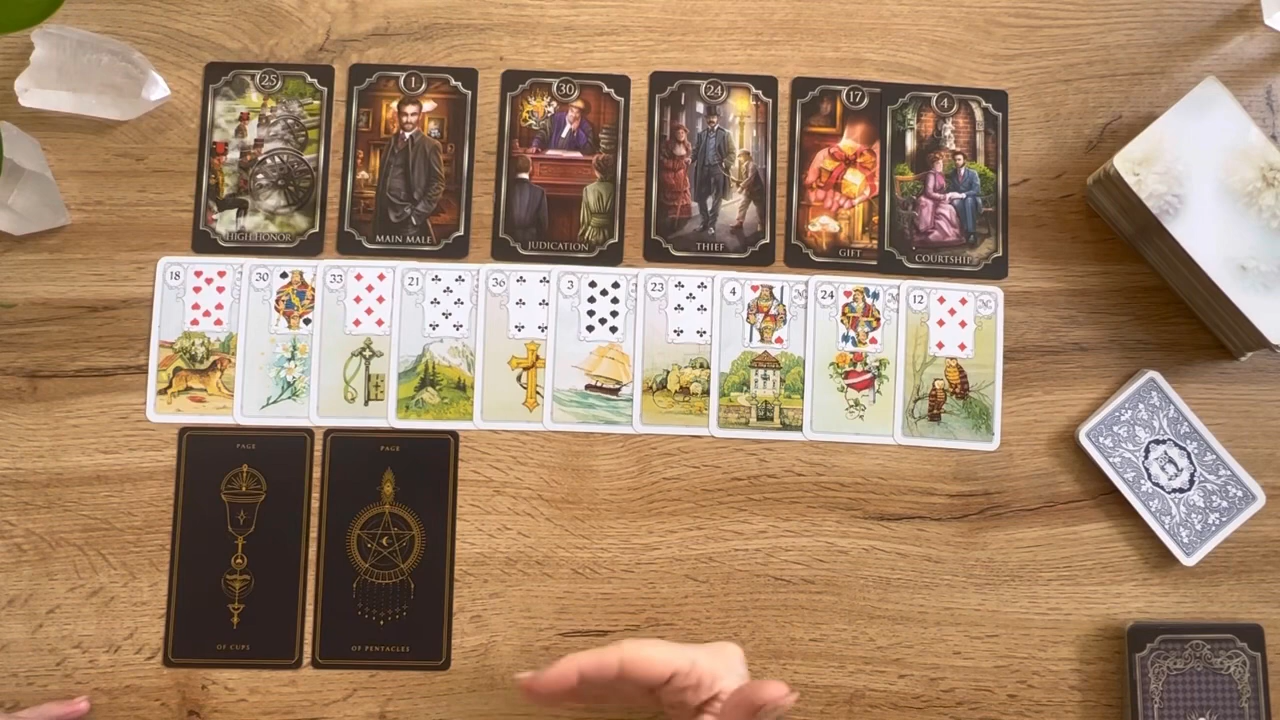 25
HIGH HONOR
1
MAIN MALE
30
JUDICATION
24
THIEF
17
GIFT
4
COURTSHIP
18
30
33
21
36
3
23
4
24
12
PAGE
OF CUPS
PAGE
OF PENTACLES